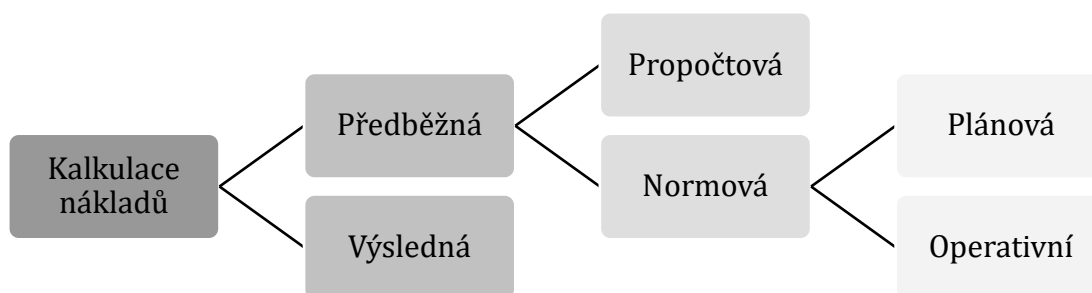 Kalkulace
nákladů
Předběžná
Výsledná
Propočtová
Normová
Plánová
Operativní